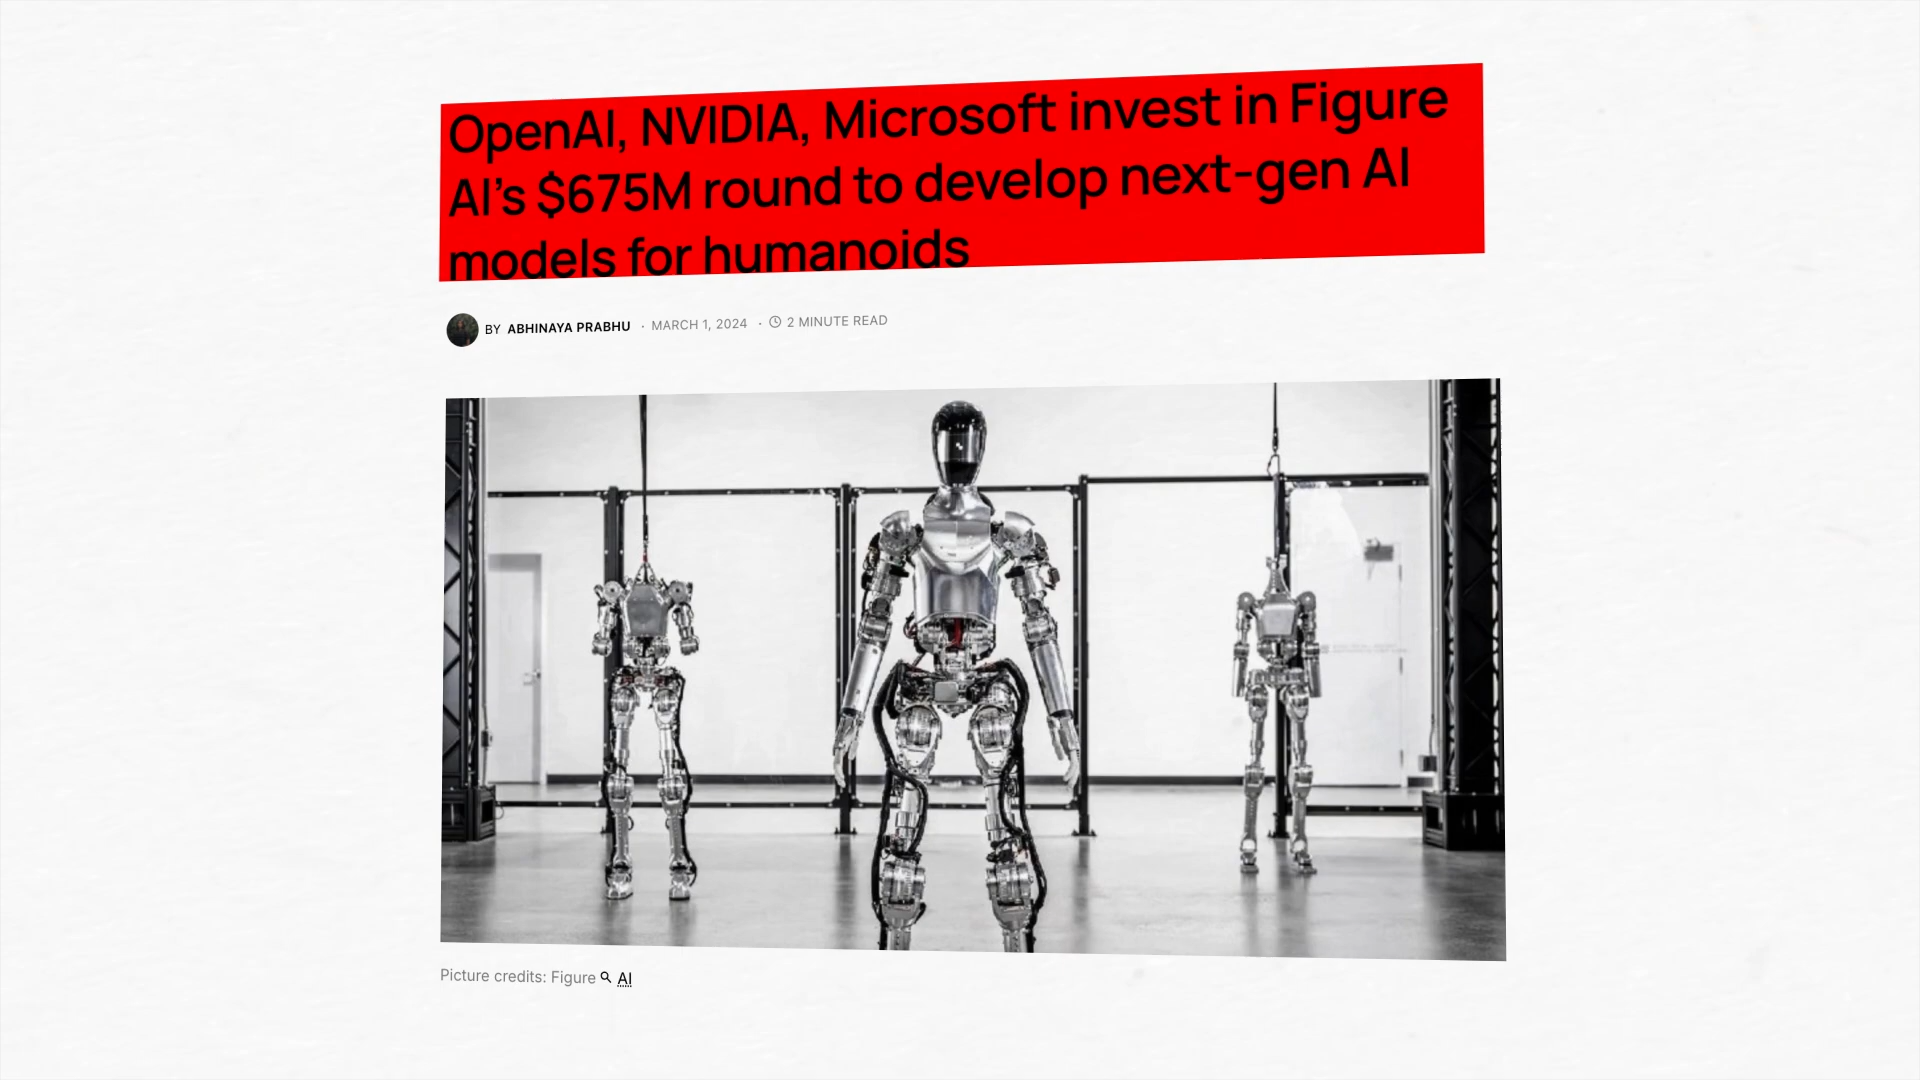 OpenAI, NVIDIA, Microsoft invest in Figure
AI's $675M round to develop next-gen AI
models for humanoids
BY ABHINAYA PRABHU · MARCH 1, 2024 · 2 MINUTE READ
Picture credits: Figure AI